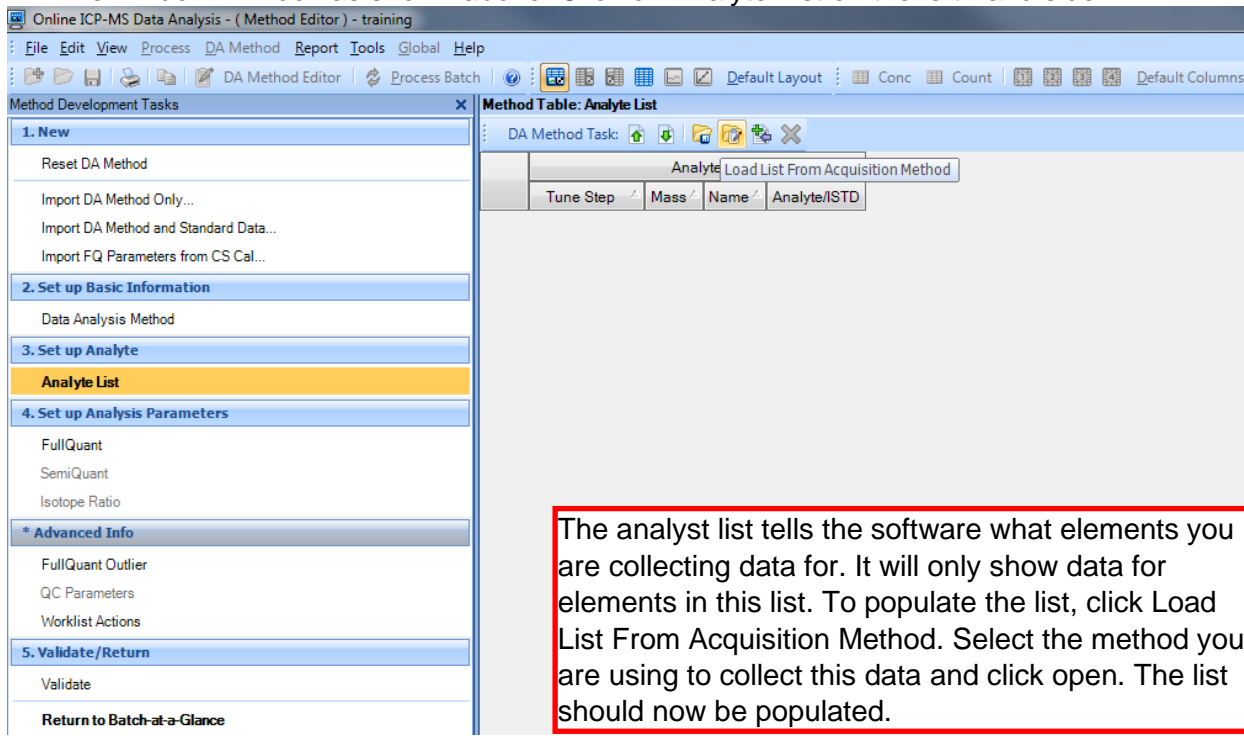 Online ICP-MS Data Analysis - ( Method Editor ) - training
File Edit View Process DA Method Report Tools Global Help
DA Method Editor Process Batch Default Layout Conc Count 1 2 3 4 Default Columns
Method Development Tasks X
Method Table: Analyte List
1. New
DA Method Task:
Reset DA Method
Analyte
Load List From Acquisition Method
Import DA Method Only...
Tune Step Mass Name Analyte/ISTD
Import DA Method and Standard Data...
Import FQ Parameters from CS Cal...
2. Set up Basic Information
Data Analysis Method
3. Set up Analyte
Analyte List
4. Set up Analysis Parameters
FullQuant
SemiQuant
Isotope Ratio
* Advanced Info
FullQuant Outlier
QC Parameters
Worklist Actions
5. Validate/Return
Validate
Return to Batch-at-a-Glance
The analyst list tells the software what elements you
are collecting data for. It will only show data for
elements in this list. To populate the list, click Load
List From Acquisition Method. Select the method you
are using to collect this data and click open. The list
should now be populated.